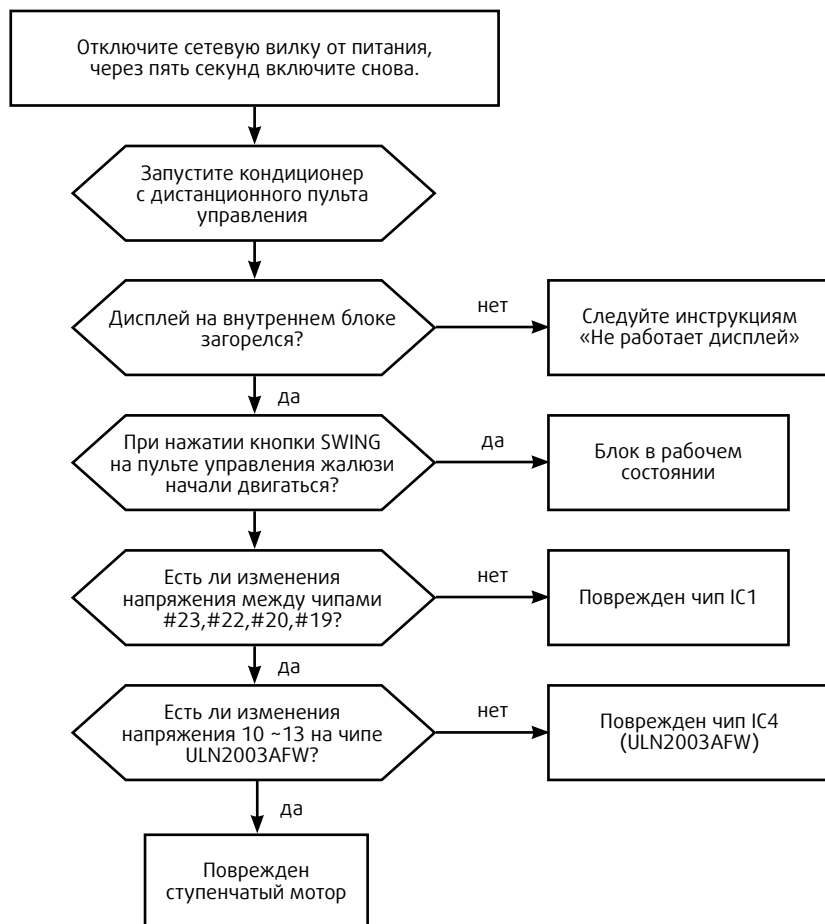 Отключите сетевую вилку от питания,
через пять секунд включите снова.
Запустите кондиционер
с дистанционного пульта
управления
Дисплей на внутреннем блоке
загорелся?
нет
Следуйте инструкциям
«Не работает дисплей»
да
При нажатии кнопки SWING
на пульте управления жалюзи
начали двигаться?
да
Блок в рабочем
состоянии
Есть ли изменения
напряжения между чипами
#23,#22,#20,#19?
нет
Поврежден чип IC1
да
Есть ли изменения
напряжения 10 ~13 на чипе
ULN2003AFW?
нет
Поврежден чип IC4
(ULN2003AFW)
да
Поврежден
ступенчатый мотор